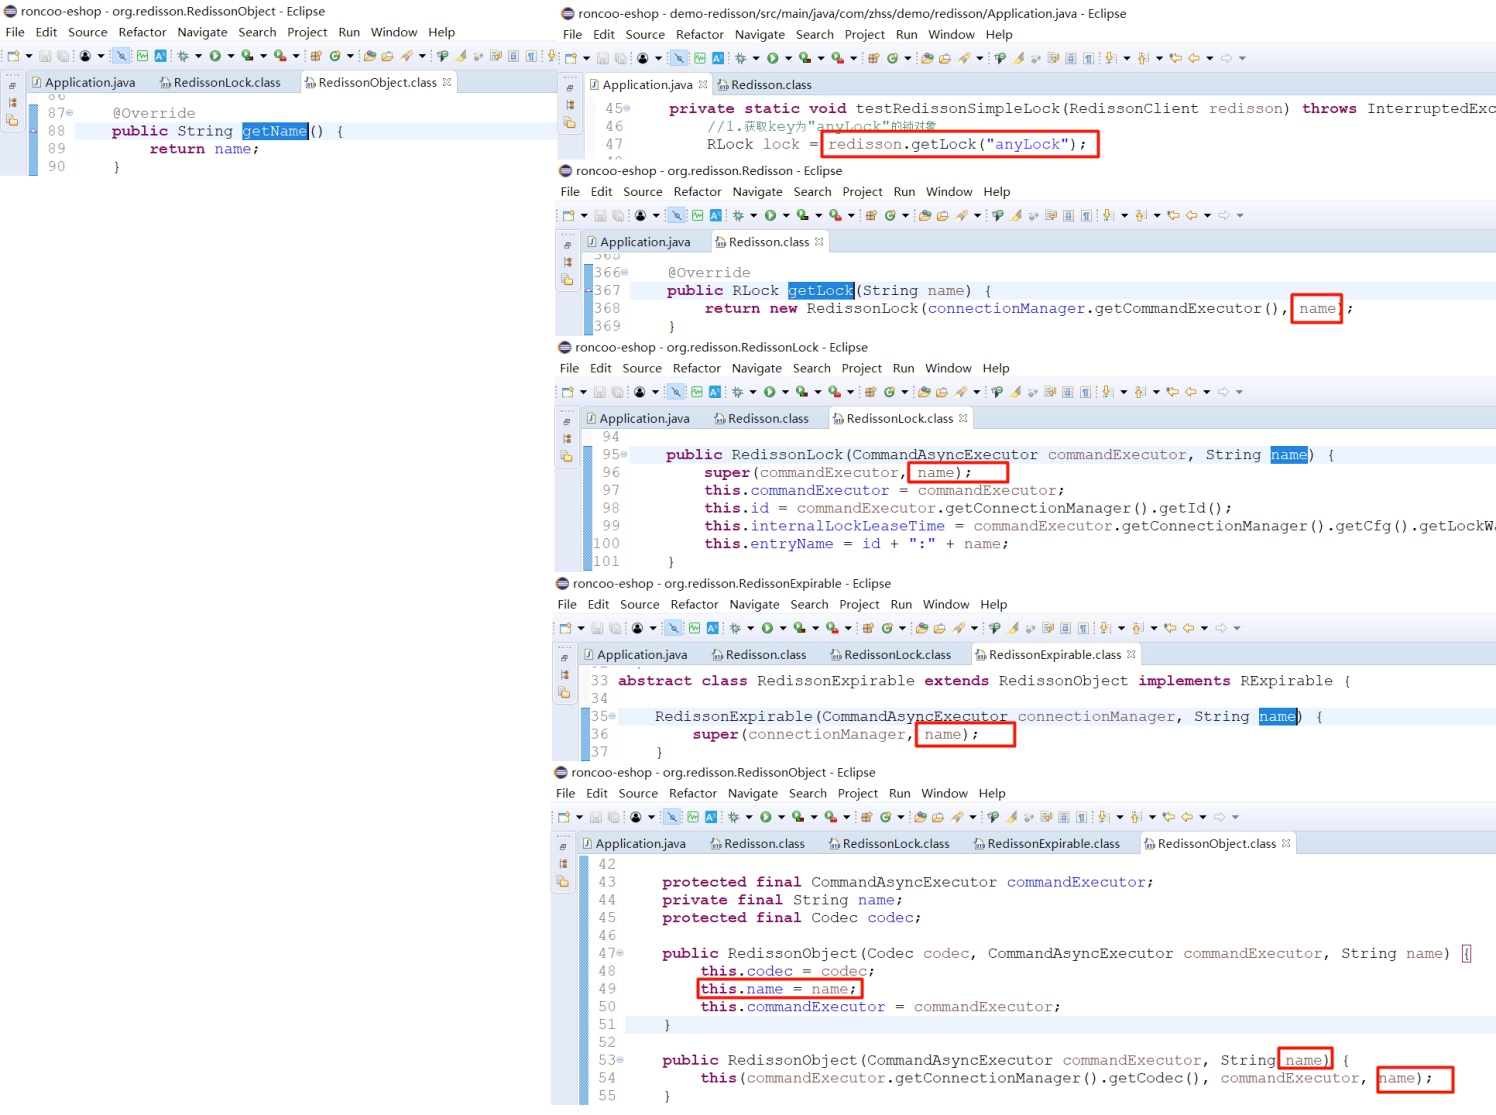 roncoo-eshop - org.redisson.RedissonObject - Eclipse
File Edit Source Refactor Navigate Search Project Run Window Help
Application.java RedissonLock.class RedissonObject.class
87 @Override
88 public String getName() {
89 return name;
90 }
roncoo-eshop - demo-redisson/src/main/java/com/zhss/demo/redisson/Application.java - Eclipse
File Edit Source Refactor Navigate Search Project Run Window Help
Application.java Redisson.class
45 private static void testRedissonSimpleLock(RedissonClient redisson) throws InterruptedExc
46 //1.获取key为"anyLock"的锁对象
47 RLock lock = redisson.getLock("anyLock");
roncoo-eshop - org.redisson.Redisson - Eclipse
File Edit Source Refactor Navigate Search Project Run Window Help
Application.java Redisson.class
365
366 @Override
367 public RLock getLock(String name) {
368 return new RedissonLock(connectionManager.getCommandExecutor(), name);
369 }
roncoo-eshop - org.redisson.RedissonLock - Eclipse
File Edit Source Refactor Navigate Search Project Run Window Help
Application.java Redisson.class RedissonLock.class
94
95 public RedissonLock(CommandAsyncExecutor commandExecutor, String name) {
96 super(commandExecutor, name);
97 this.commandExecutor = commandExecutor;
98 this.id = commandExecutor.getConnectionManager().getId();
99 this.internalLockLeaseTime = commandExecutor.getConnectionManager().getCfg().getLockWa
100 this.entryName = id + ":" + name;
101 }
roncoo-eshop - org.redisson.RedissonExpirable - Eclipse
File Edit Source Refactor Navigate Search Project Run Window Help
Application.java Redisson.class RedissonLock.class RedissonExpirable.class
33 abstract class RedissonExpirable extends RedissonObject implements RExpirable {
34
35 RedissonExpirable(CommandAsyncExecutor connectionManager, String name) {
36 super(connectionManager, name);
37 }
roncoo-eshop - org.redisson.RedissonObject - Eclipse
File Edit Source Refactor Navigate Search Project Run Window Help
Application.java Redisson.class RedissonLock.class RedissonExpirable.class RedissonObject.class
42
43 protected final CommandAsyncExecutor commandExecutor;
44 private final String name;
45 protected final Codec codec;
46
47 public RedissonObject(Codec codec, CommandAsyncExecutor commandExecutor, String name) {
48 this.codec = codec;
49 this.name = name;
50 this.commandExecutor = commandExecutor;
51 }
52
53 public RedissonObject(CommandAsyncExecutor commandExecutor, String name) {
54 this(commandExecutor.getConnectionManager().getCodec(), commandExecutor, name);
55 }